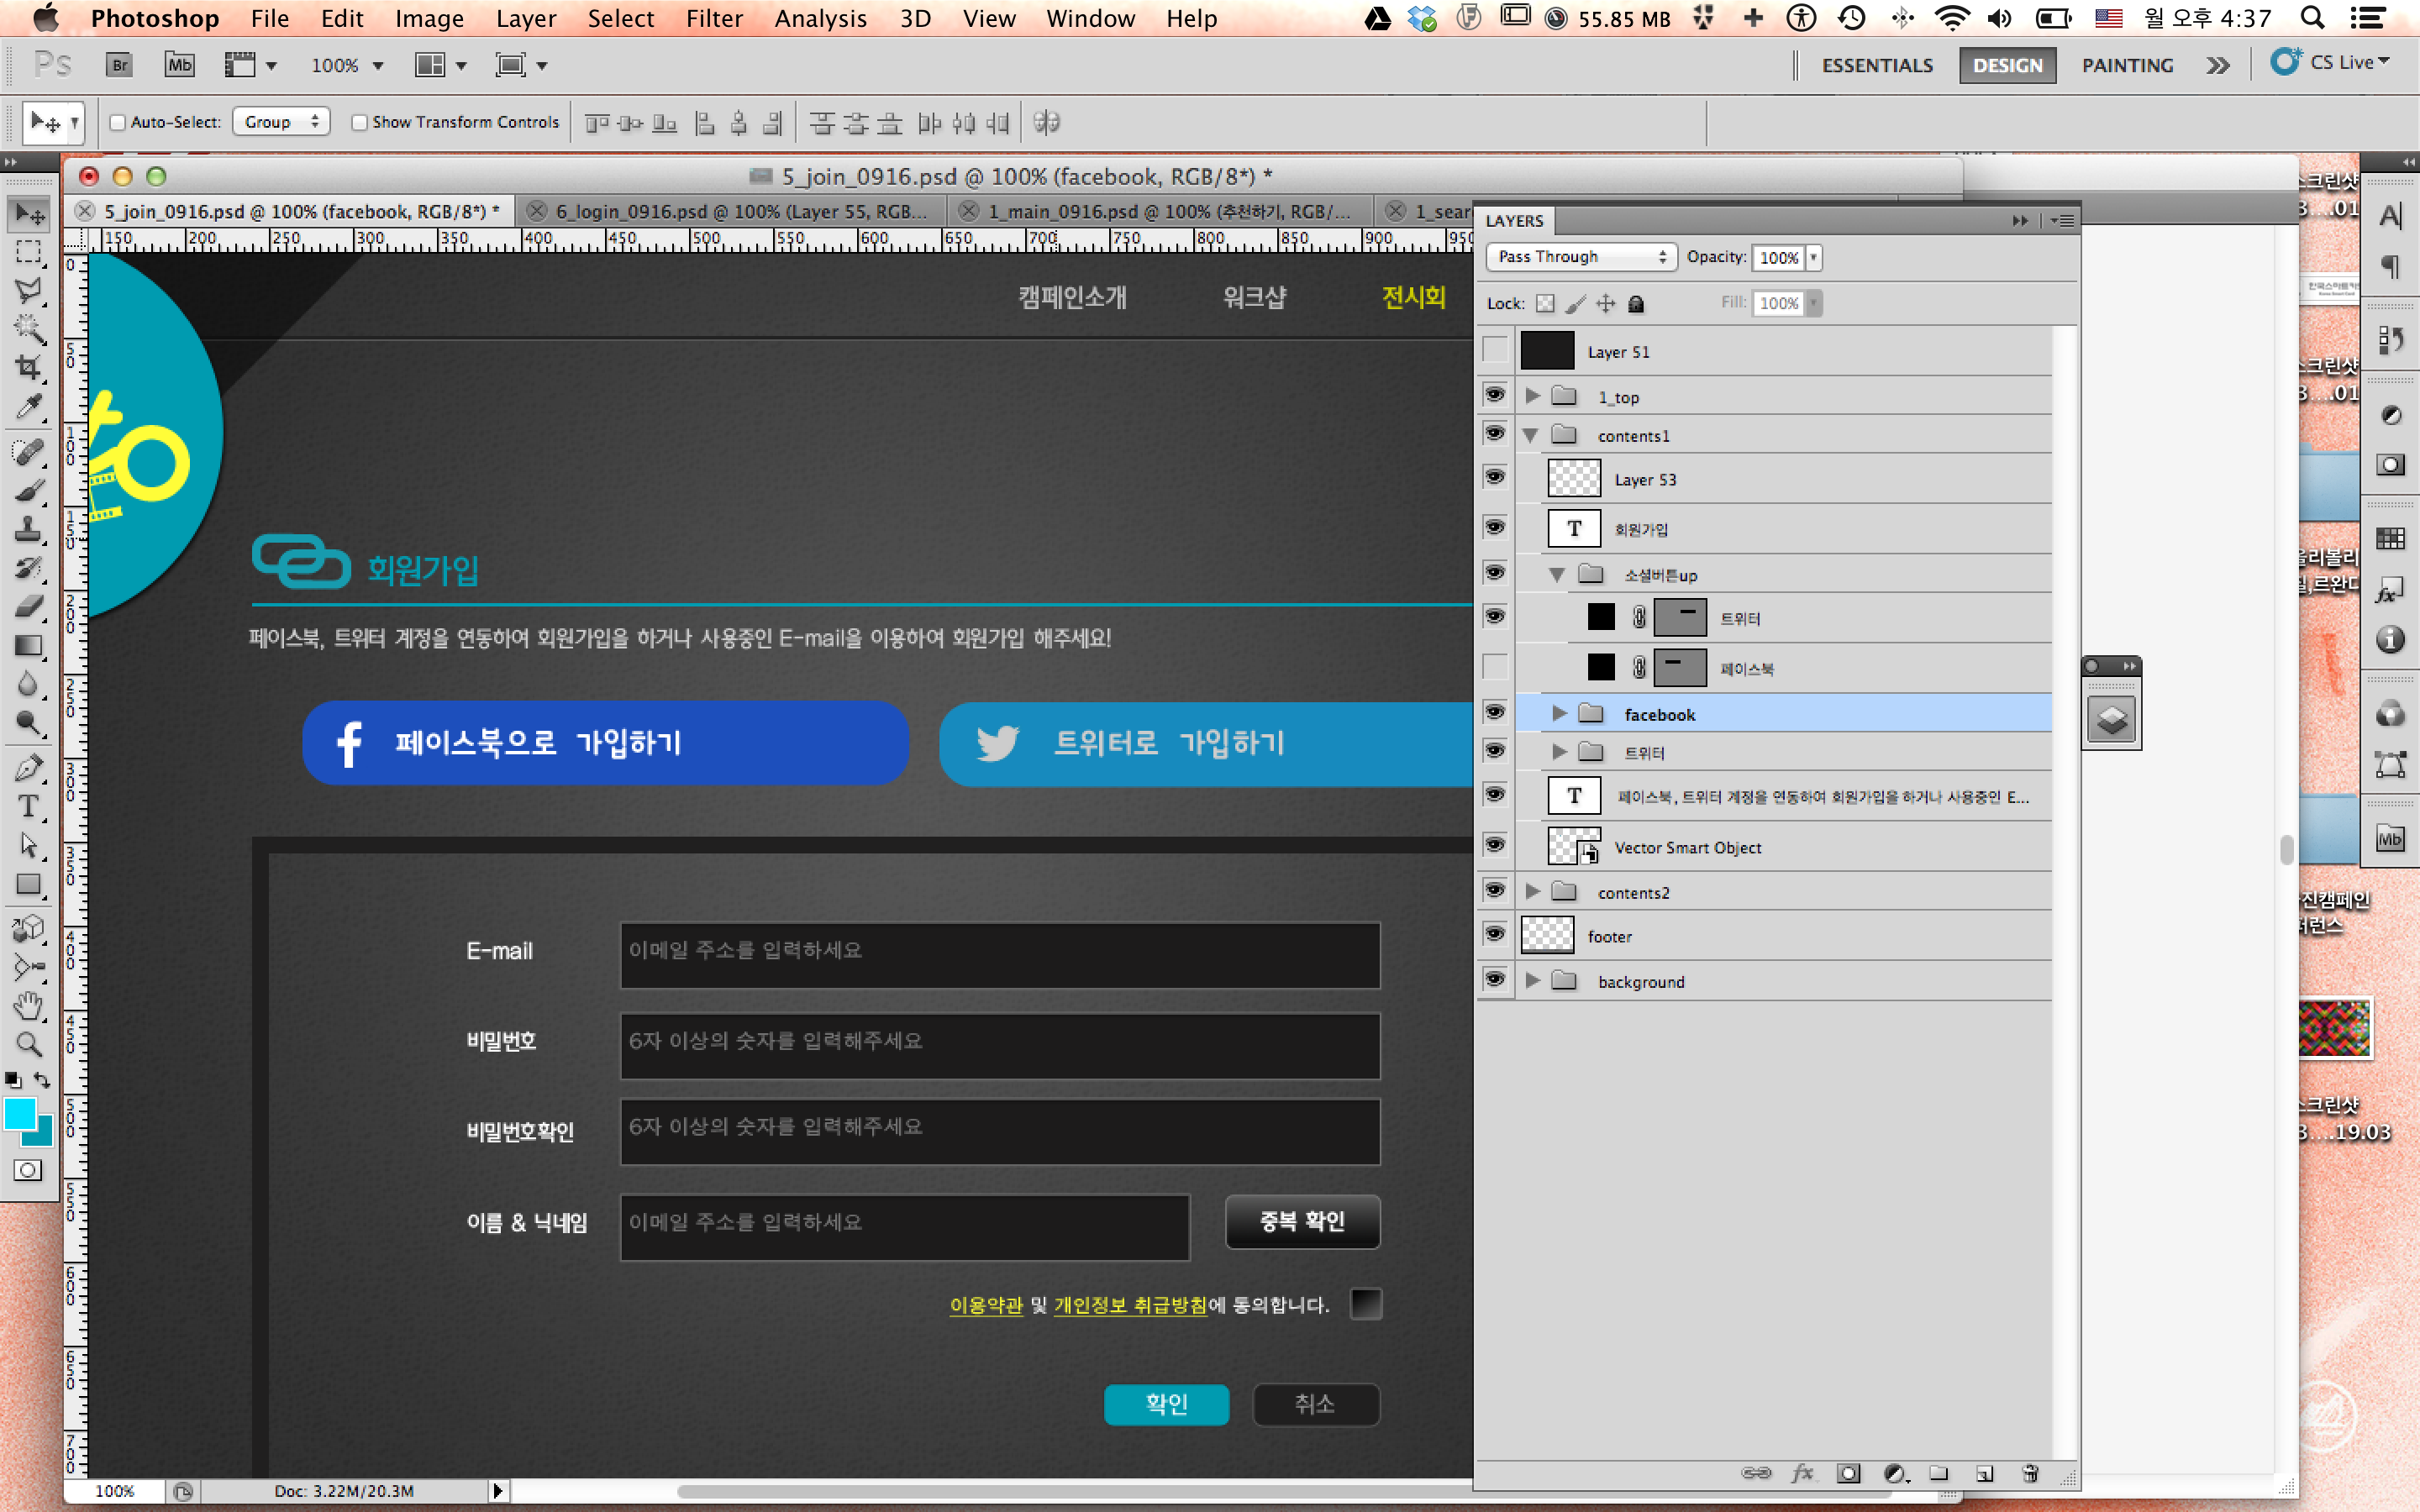 Photoshop File Edit Image Layer Select Filter Analysis 3D View Window Help 55.85 MB 월 오후 4:37
Ps Br Mb 100% ESSENTIALS DESIGN PAINTING CS Live
Auto-Select: Group Show Transform Controls
5_join_0916.psd @ 100% (facebook, RGB/8*) *
5_join_0916.psd @ 100% (facebook, RGB/8*) * 6_login_0916.psd @ 100% (Layer 55, RGB... 1_main_0916.psd @ 100% (추천하기, RGB/... 1_sear
150 200 250 300 350 400 450 500 550 600 650 700 750 800 850 900 950
캠페인소개 워크샵 전시회
회원가입
페이스북, 트위터 계정을 연동하여 회원가입을 하거나 사용중인 E-mail을 이용하여 회원가입 해주세요!
페이스북으로 가입하기 트위터로 가입하기
E-mail 이메일 주소를 입력하세요
비밀번호 6자 이상의 숫자를 입력해주세요
비밀번호확인 6자 이상의 숫자를 입력해주세요
이름 & 닉네임 이메일 주소를 입력하세요 중복 확인
이용약관 및 개인정보 취급방침에 동의합니다.
확인 취소
100% Doc: 3.22M/20.3M
LAYERS
Pass Through Opacity: 100%
Lock: Fill: 100%
Layer 51
1_top
contents1
Layer 53
T 회원가입
소셜버튼up
트위터
페이스북
facebook
트위터
T 페이스북, 트위터 계정을 연동하여 회원가입을 하거나 사용중인 E...
Vector Smart Object
contents2
footer
background
fx
Mb
스크린샷
3....01
스크린샷
3....01
울리볼리
필,르완다
진캠페인
퍼런스
스크린샷
3....19.03